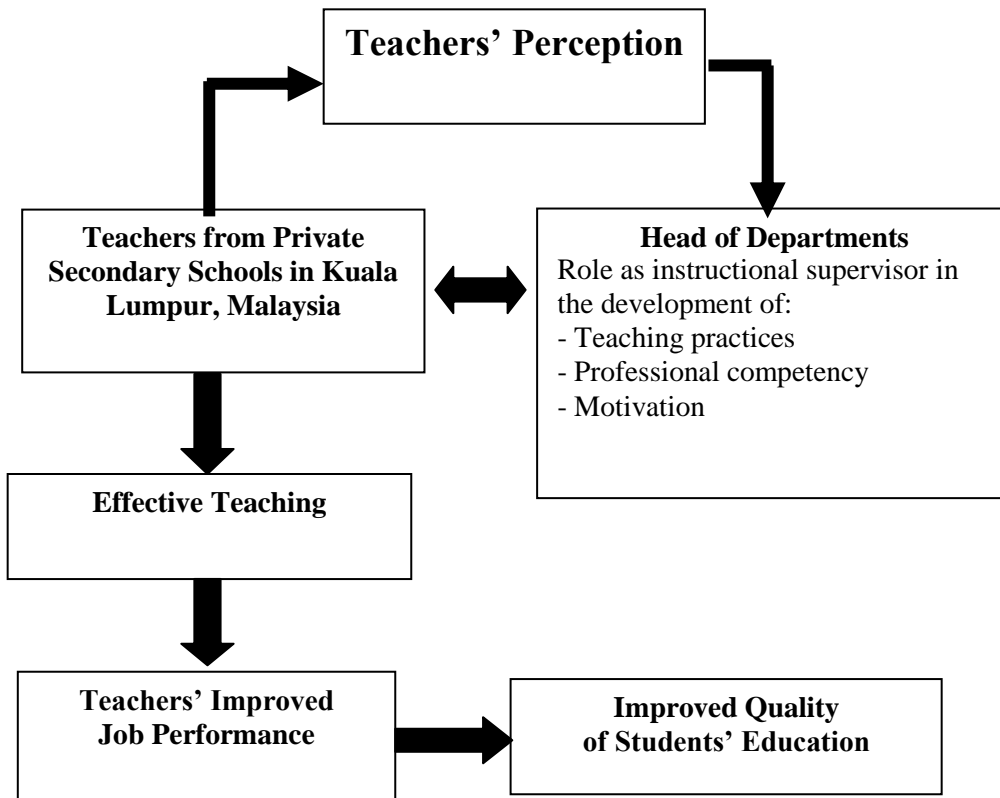 Teachers’ Perception
Teachers from Private
Secondary Schools in Kuala
Lumpur, Malaysia
Head of Departments
Role as instructional supervisor in
the development of:
- Teaching practices
- Professional competency
- Motivation
Effective Teaching
Teachers’ Improved
Job Performance
Improved Quality
of Students’ Education